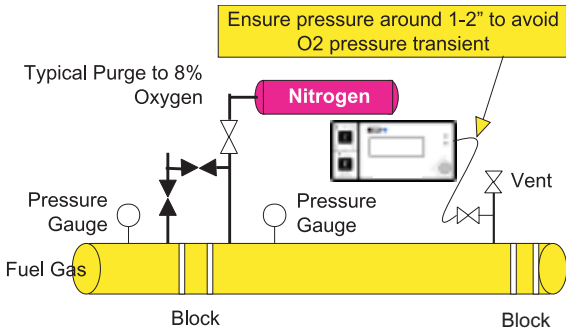 Ensure pressure around 1-2” to avoid
O2 pressure transient
Typical Purge to 8%
Oxygen
Nitrogen
Vent
Pressure
Gauge
Pressure
Gauge
Fuel Gas
Block
Block